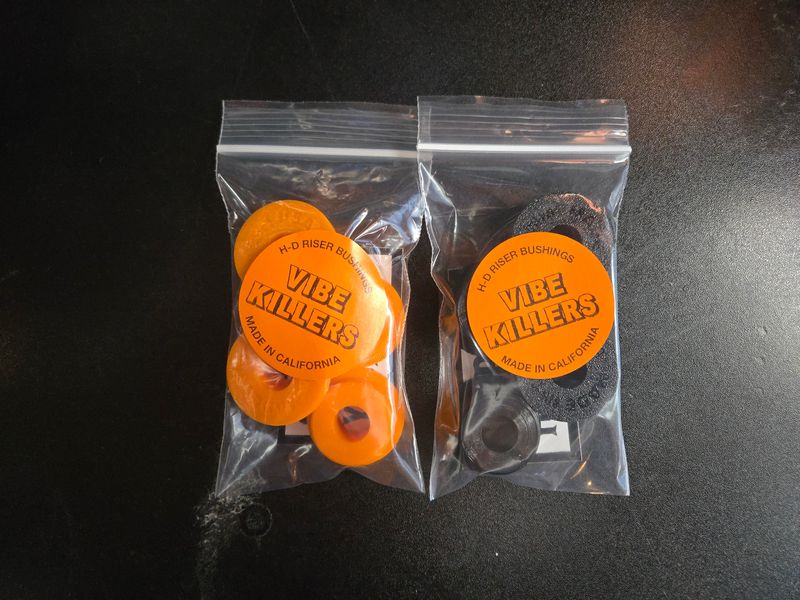 H-D RISER BUSHINGS
VIBE
KILLERS
MADE IN CALIFORNIA
H-D RISER BUSHINGS
VIBE
KILLERS
MADE IN CALIFORNIA